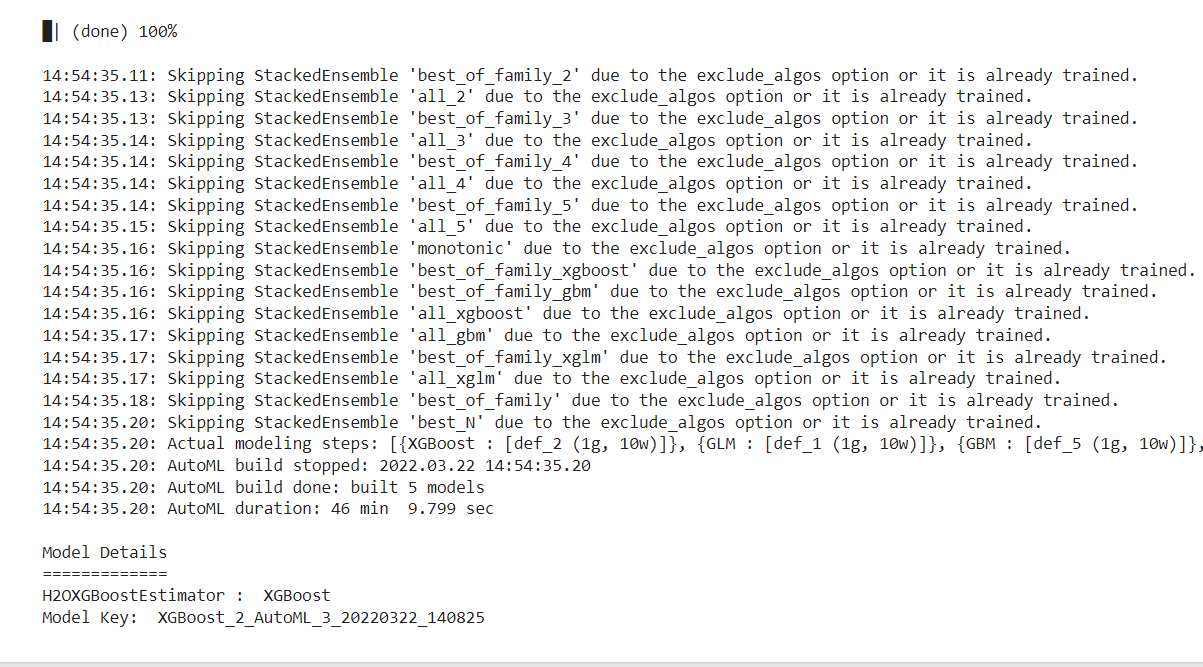 | (done) 100%
14:54:35.11: Skipping StackedEnsemble 'best_of_family_2' due to the exclude_algos option or it is already trained.
14:54:35.13: Skipping StackedEnsemble 'all_2' due to the exclude_algos option or it is already trained.
14:54:35.13: Skipping StackedEnsemble 'best_of_family_3' due to the exclude_algos option or it is already trained.
14:54:35.14: Skipping StackedEnsemble 'all_3' due to the exclude_algos option or it is already trained.
14:54:35.14: Skipping StackedEnsemble 'best_of_family_4' due to the exclude_algos option or it is already trained.
14:54:35.14: Skipping StackedEnsemble 'all_4' due to the exclude_algos option or it is already trained.
14:54:35.14: Skipping StackedEnsemble 'best_of_family_5' due to the exclude_algos option or it is already trained.
14:54:35.15: Skipping StackedEnsemble 'all_5' due to the exclude_algos option or it is already trained.
14:54:35.16: Skipping StackedEnsemble 'monotonic' due to the exclude_algos option or it is already trained.
14:54:35.16: Skipping StackedEnsemble 'best_of_family_xgboost' due to the exclude_algos option or it is already trained.
14:54:35.16: Skipping StackedEnsemble 'best_of_family_gbm' due to the exclude_algos option or it is already trained.
14:54:35.16: Skipping StackedEnsemble 'all_xgboost' due to the exclude_algos option or it is already trained.
14:54:35.17: Skipping StackedEnsemble 'all_gbm' due to the exclude_algos option or it is already trained.
14:54:35.17: Skipping StackedEnsemble 'best_of_family_xglm' due to the exclude_algos option or it is already trained.
14:54:35.17: Skipping StackedEnsemble 'all_xglm' due to the exclude_algos option or it is already trained.
14:54:35.18: Skipping StackedEnsemble 'best_of_family' due to the exclude_algos option or it is already trained.
14:54:35.20: Skipping StackedEnsemble 'best_N' due to the exclude_algos option or it is already trained.
14:54:35.20: Actual modeling steps: [{XGBoost : [def_2 (1g, 10w)]}, {GLM : [def_1 (1g, 10w)]}, {GBM : [def_5 (1g, 10w)]},
14:54:35.20: AutoML build stopped: 2022.03.22 14:54:35.20
14:54:35.20: AutoML build done: built 5 models
14:54:35.20: AutoML duration: 46 min  9.799 sec
Model Details
=============
H2OXGBoostEstimator :  XGBoost
Model Key:  XGBoost_2_AutoML_3_20220322_140825